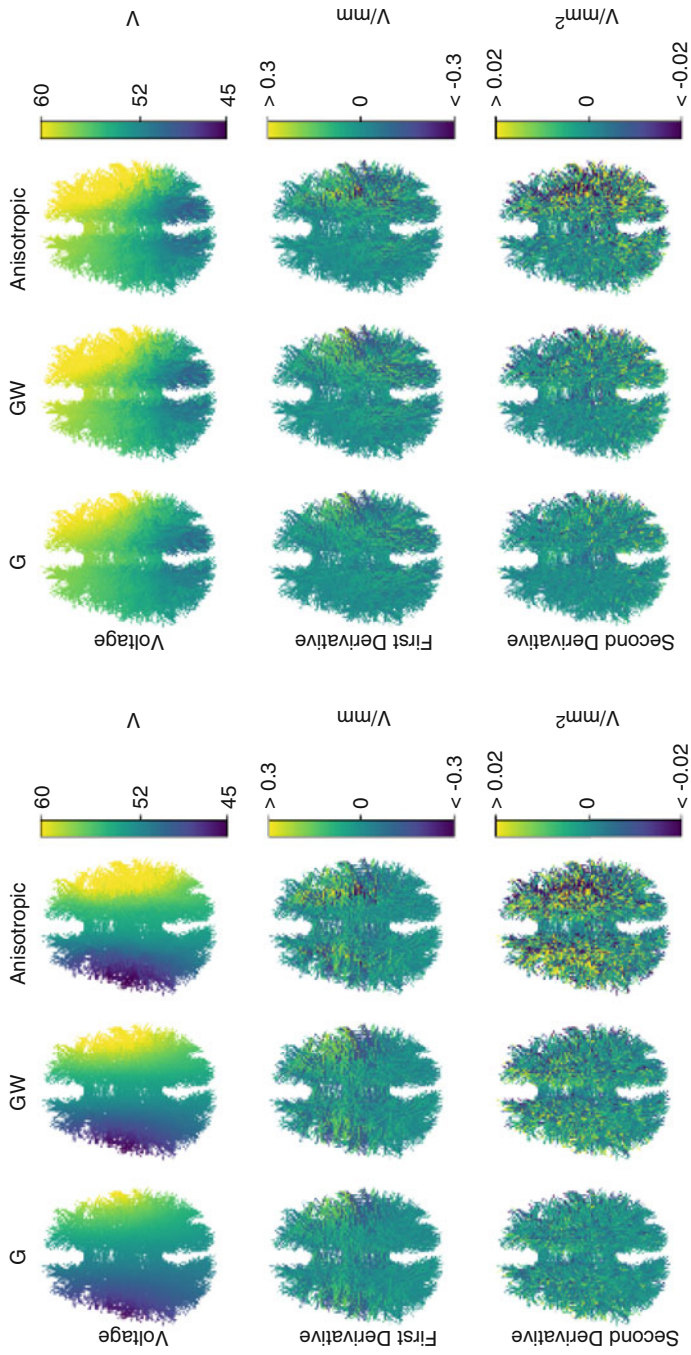 G
GW
Anisotropic
Voltage
V
60
52
45
First Derivative
V/mm
> 0.3
0
< -0.3
Second Derivative
V/mm²
> 0.02
0
< -0.02
G
GW
Anisotropic
Voltage
V
60
52
45
First Derivative
V/mm
> 0.3
0
< -0.3
Second Derivative
V/mm²
> 0.02
0
< -0.02